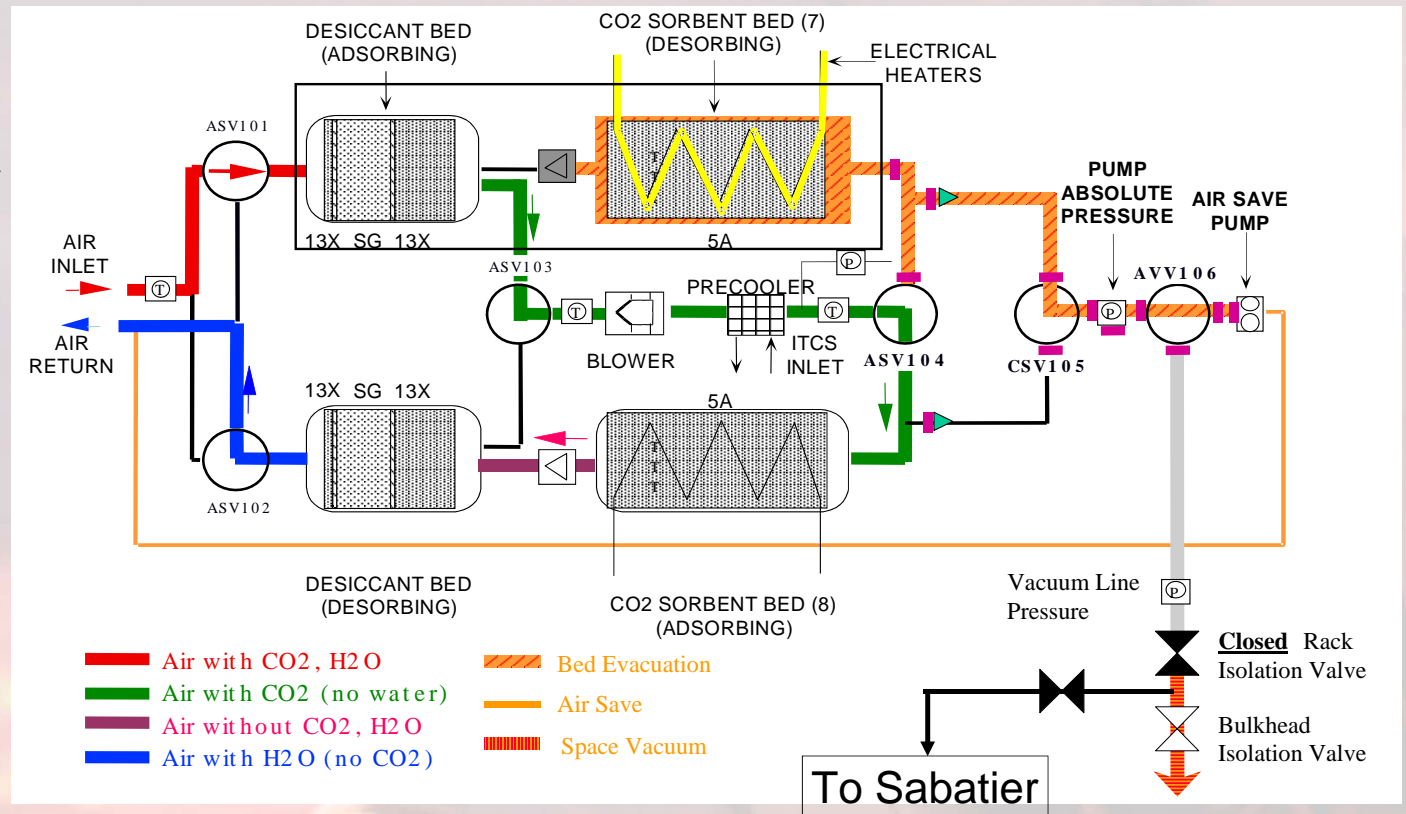 DESICCANT BED
(ADSORBING)
CO2 SORBENT BED (7)
(DESORBING)
ELECTRICAL
HEATERS
ASV101
T
T
PUMP
ABSOLUTE
PRESSURE
AIR SAVE
PUMP
13X SG 13X
5A
AIR
INLET
T
ASV103
P
AVV106
PRECOOLER
T
T
P
AIR
RETURN
BLOWER
ITCS
INLET
ASV104
CSV105
13X SG 13X
5A
T
T
T
ASV102
DESICCANT BED
(DESORBING)
CO2 SORBENT BED (8)
(ADSORBING)
Vacuum Line
Pressure
P
Closed Rack
Isolation Valve
Bulkhead
Isolation Valve
Air with CO2, H2O
Air with CO2 (no water)
Air without CO2, H2O
Air with H2O (no CO2)
Bed Evacuation
Air Save
Space Vacuum
To Sabatier